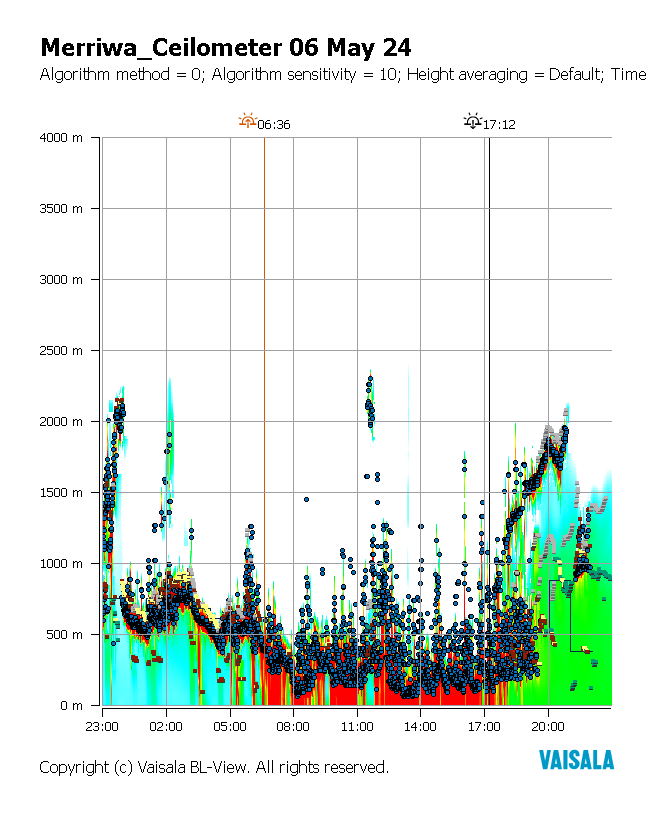 Merriwa_Ceilometer 06 May 24
Algorithm method = 0; Algorithm sensitivity = 10; Height averaging = Default; Time
06:36 17:12
4000 m
3500 m
3000 m
2500 m
2000 m
1500 m
1000 m
500 m
0 m
23:00 02:00 05:00 08:00 11:00 14:00 17:00 20:00
VAISALA
Copyright (c) Vaisala BL-View. All rights reserved.